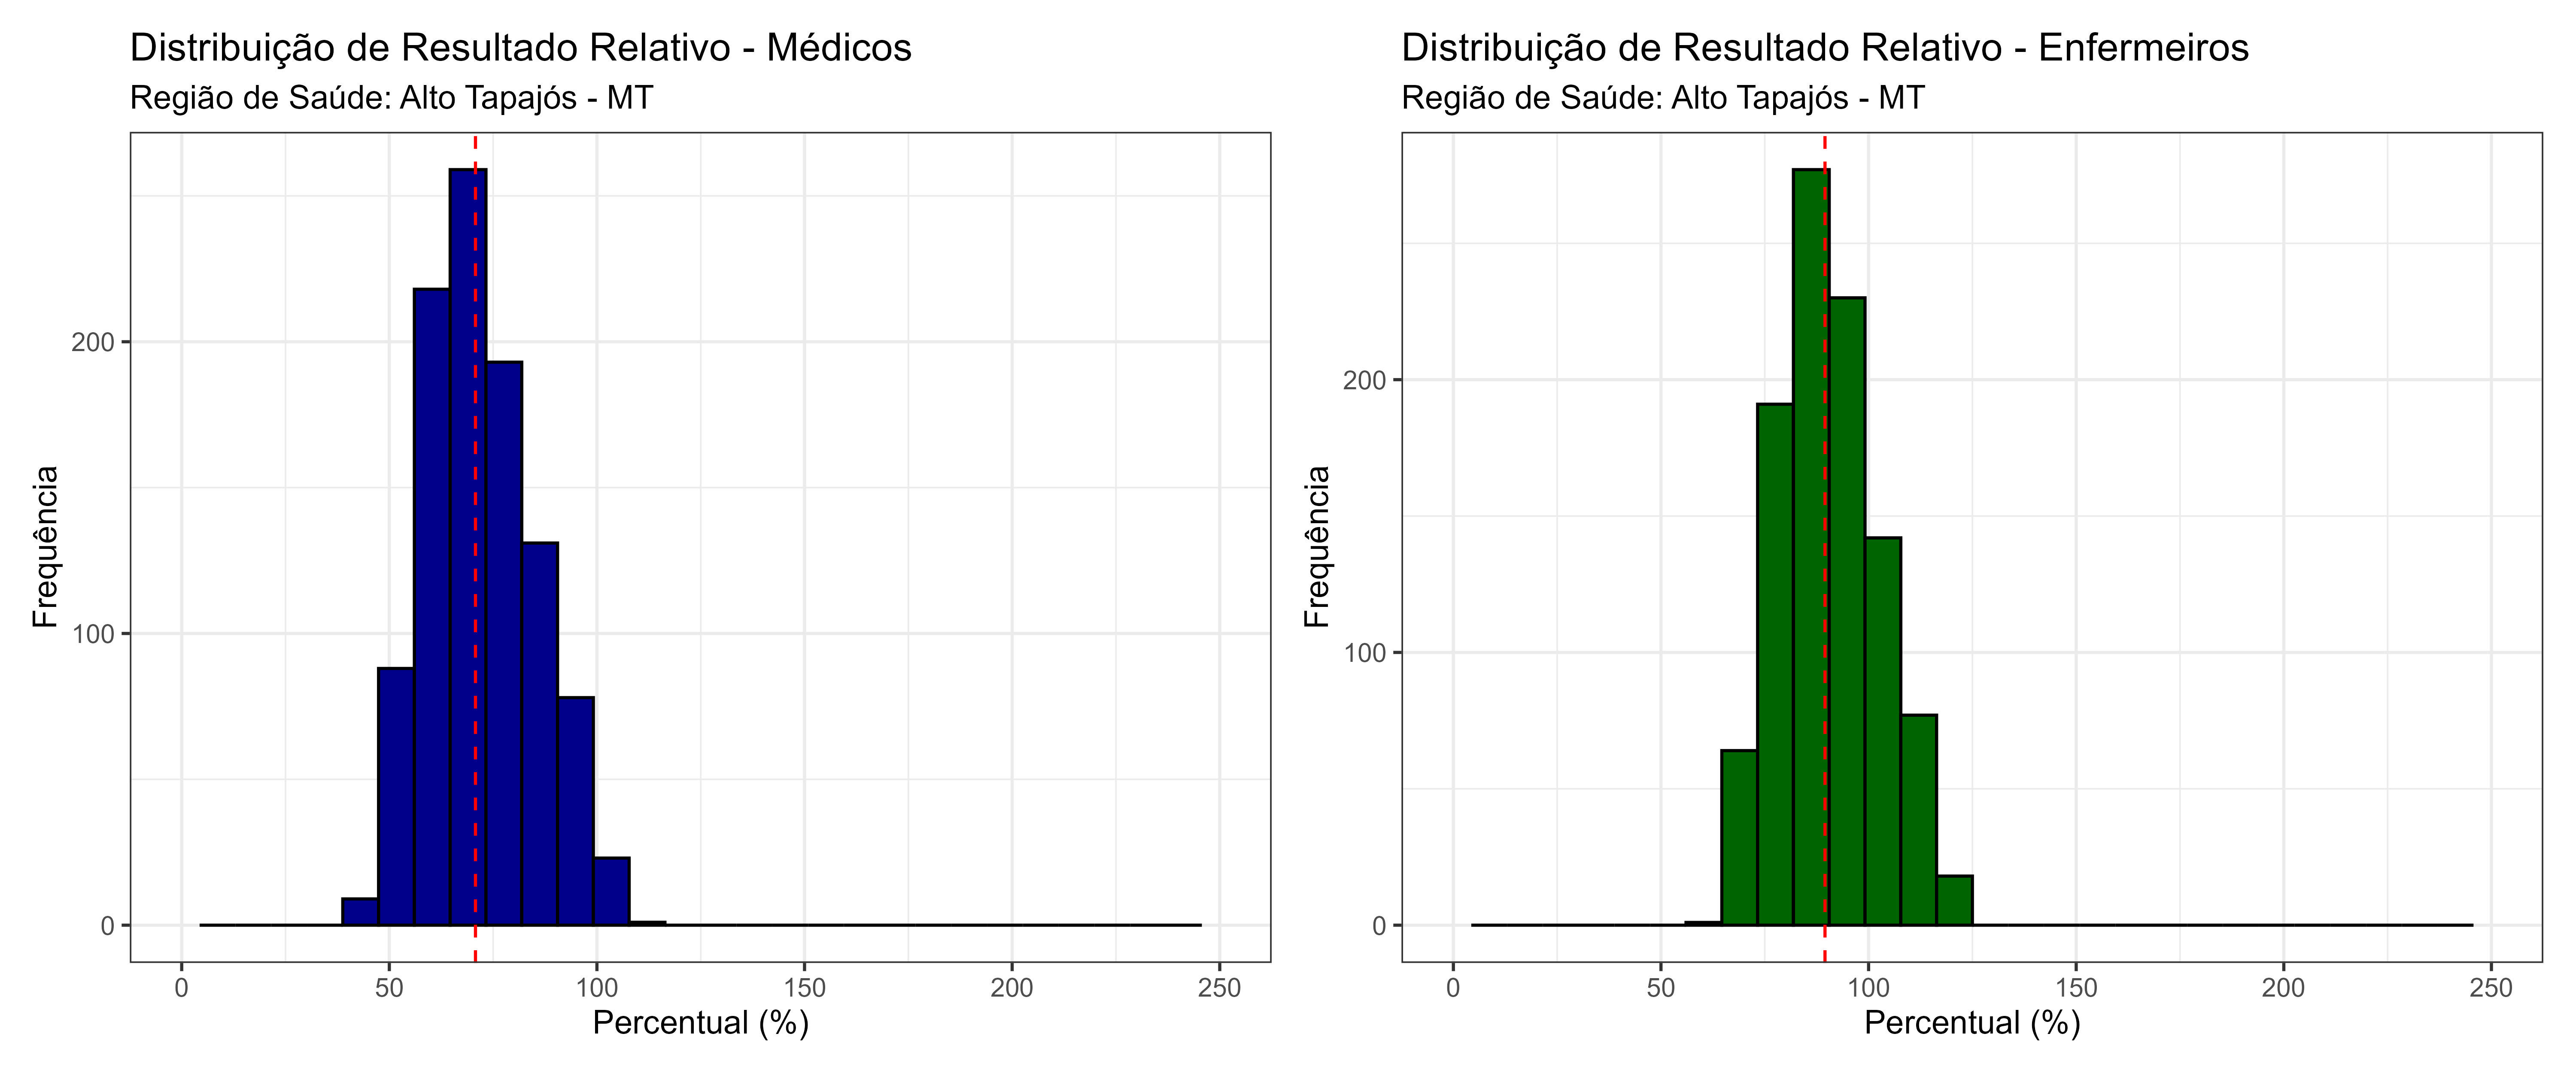 Distribuição de Resultado Relativo - Médicos
Região de Saúde: Alto Tapajós - MT
Frequência
200
100
0
0 50 100 150 200 250
Percentual (%)
Distribuição de Resultado Relativo - Enfermeiros
Região de Saúde: Alto Tapajós - MT
Frequência
200
100
0
0 50 100 150 200 250
Percentual (%)